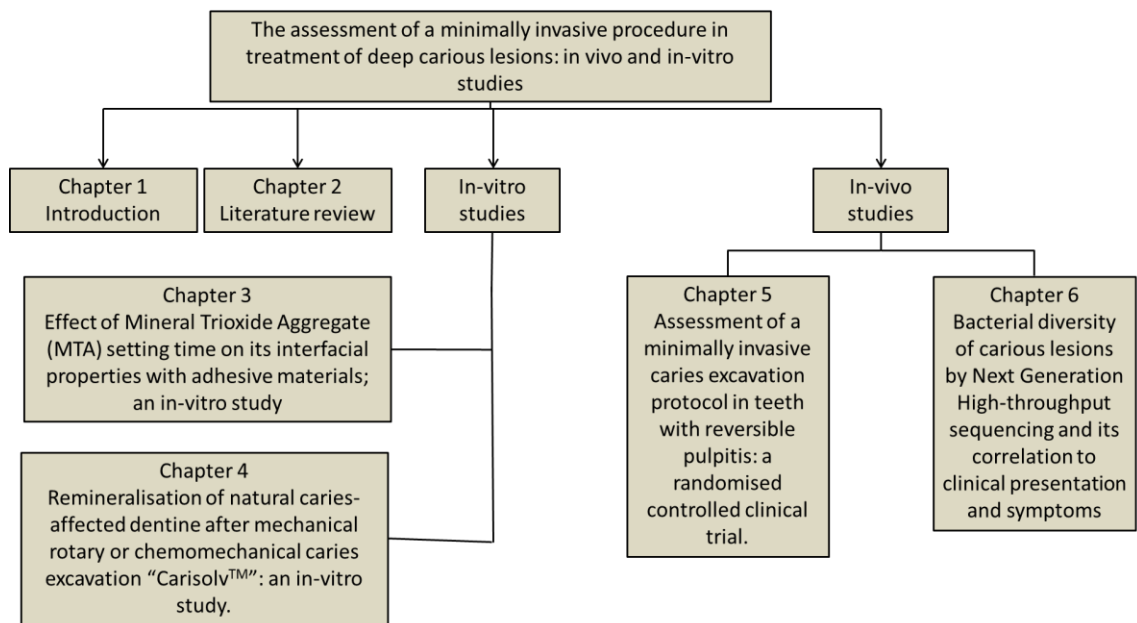 The assessment of a minimally invasive procedure in
treatment of deep carious lesions: in vivo and in-vitro
studies
Chapter 1
Introduction
Chapter 2
Literature review
In-vitro
studies
In-vivo
studies
Chapter 3
Effect of Mineral Trioxide Aggregate
(MTA) setting time on its interfacial
properties with adhesive materials;
an in-vitro study
Chapter 4
Remineralisation of natural caries-
affected dentine after mechanical
rotary or chemomechanical caries
excavation “Carisolv™”: an in-vitro
study.
Chapter 5
Assessment of a
minimally invasive
caries excavation
protocol in teeth
with reversible
pulpitis: a
randomised
controlled clinical
trial.
Chapter 6
Bacterial diversity
of carious lesions
by Next Generation
High-throughput
sequencing and its
correlation to
clinical presentation
and symptoms